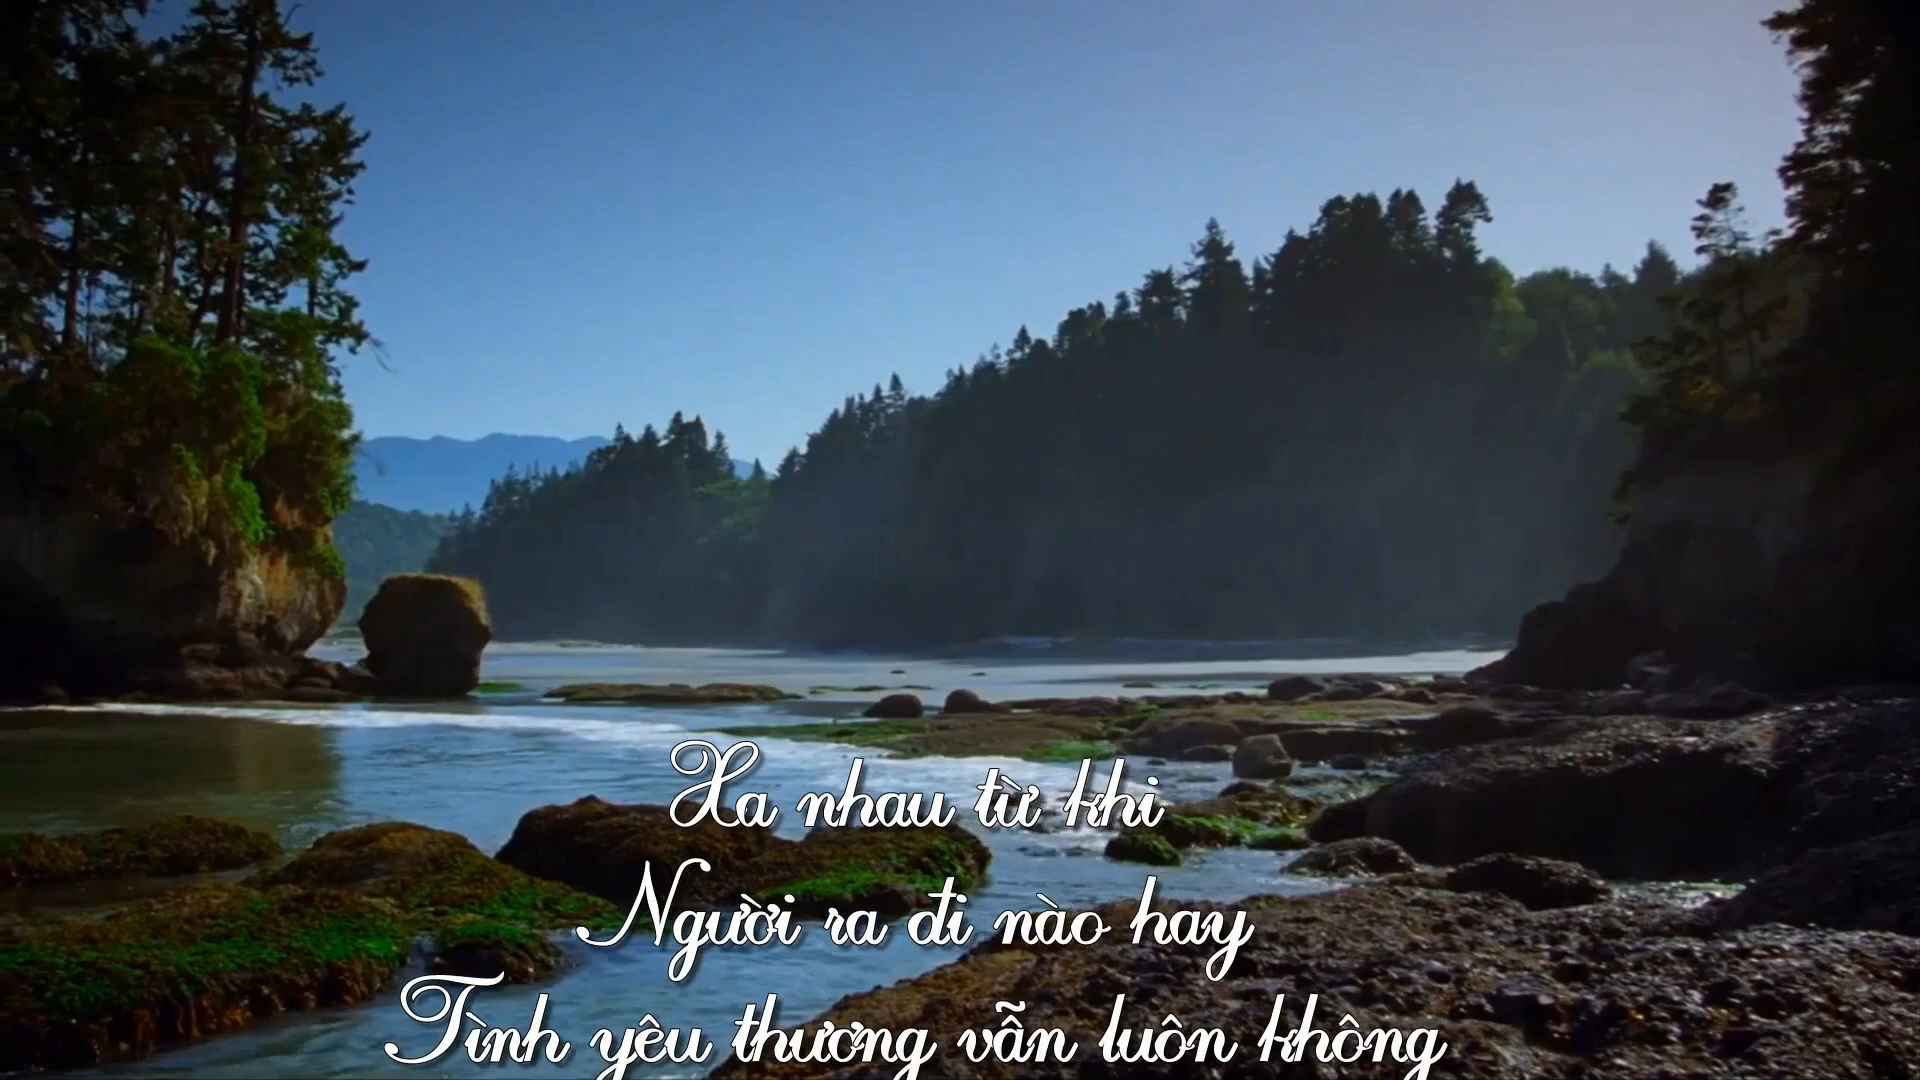 Xa nhau từ khi
Người ra đi nào hay
Tình yêu thương vẫn luôn không